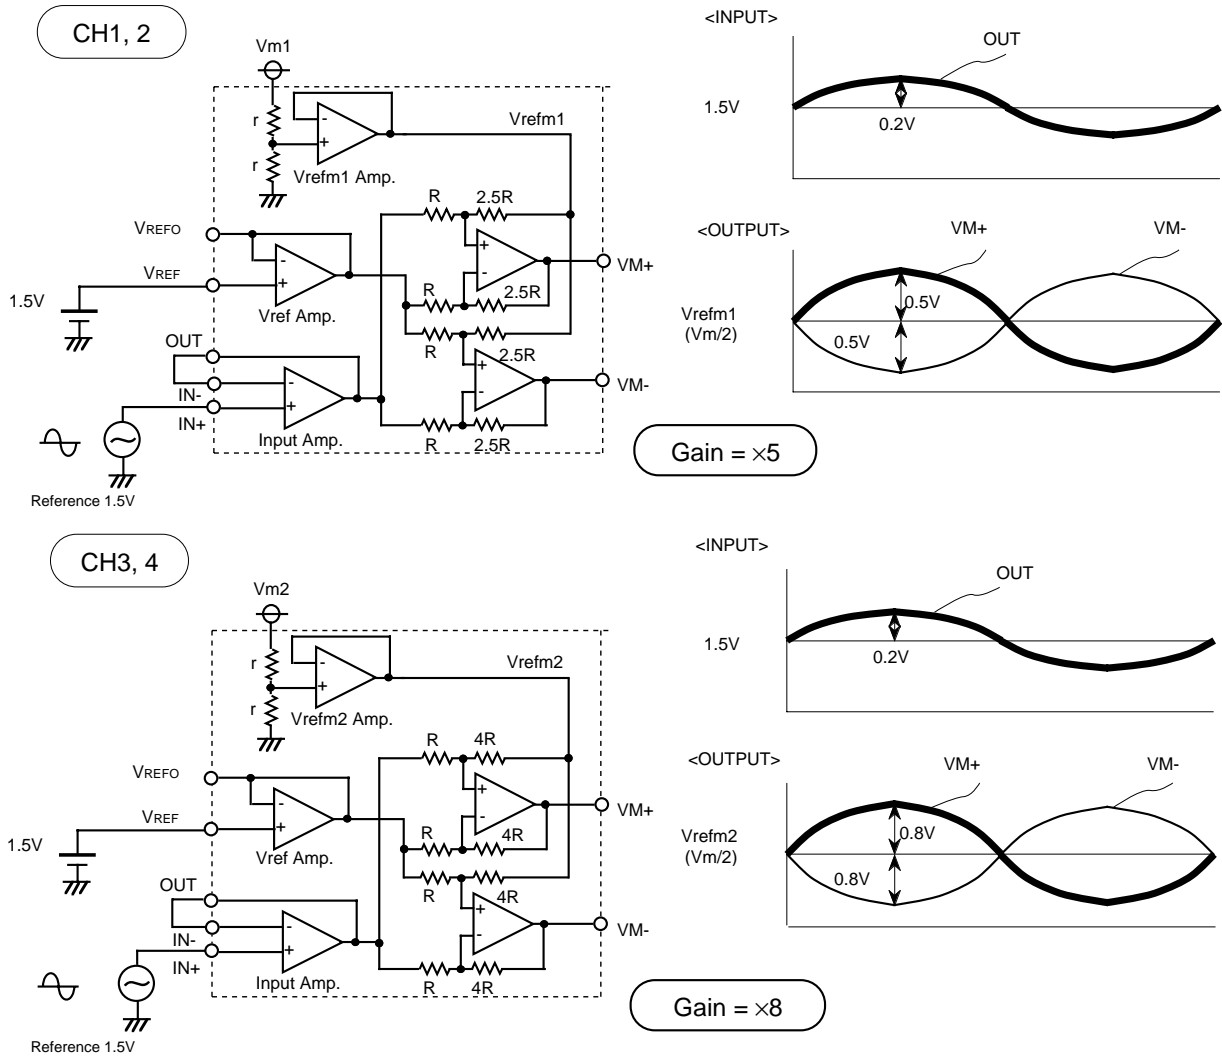 CH1, 2
Vm1
r
-
+
Vrefm1
r
Vrefm1 Amp.
R
2.5R
VREFO
-
+
VREF
+
-
VM+
1.5V
R
2.5R
Vref Amp.
OUT
R
2.5R
+
-
VM-
-
+
IN-
IN+
Input Amp.
R
2.5R
Reference 1.5V
<INPUT>
OUT
1.5V
0.2V
<OUTPUT>
VM+
VM-
Vrefm1
(Vm/2)
0.5V
0.5V
Gain = ×5
CH3, 4
Vm2
r
-
+
Vrefm2
r
Vrefm2 Amp.
R
4R
VREFO
-
+
VREF
+
-
VM+
1.5V
R
4R
Vref Amp.
OUT
R
4R
+
-
VM-
-
+
IN-
IN+
Input Amp.
R
4R
Reference 1.5V
<INPUT>
OUT
1.5V
0.2V
<OUTPUT>
VM+
VM-
Vrefm2
(Vm/2)
0.8V
0.8V
Gain = ×8